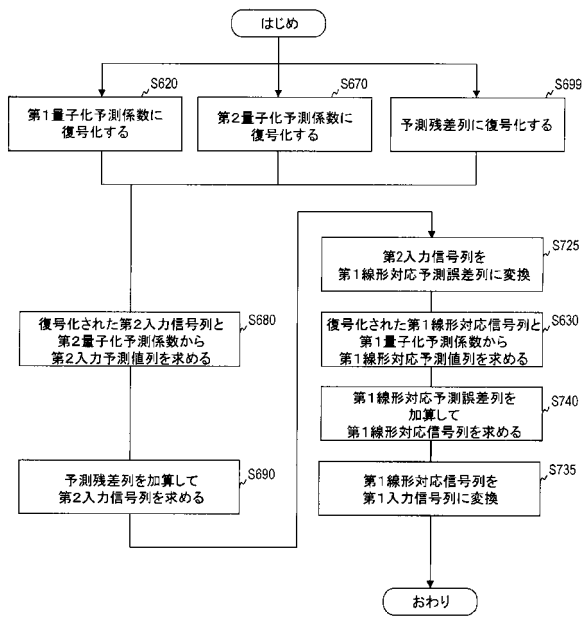 はじめ
S620
第1量子化予測係数に
復号化する
S670
第2量子化予測係数に
復号化する
S699
予測残差列に復号化する
S680
復号化された第2入力信号列と
第2量子化予測係数から
第2入力予測値列を求める
S690
予測残差列を加算して
第2入力信号列を求める
S725
第2入力信号列を
第1線形対応予測誤差列に変換
S630
復号化された第1線形対応信号列と
第1量子化予測係数から
第1線形対応予測値列を求める
S740
第1線形対応予測誤差列を
加算して
第1線形対応信号列を求める
S735
第1線形対応信号列を
第1入力信号列に変換
おわり